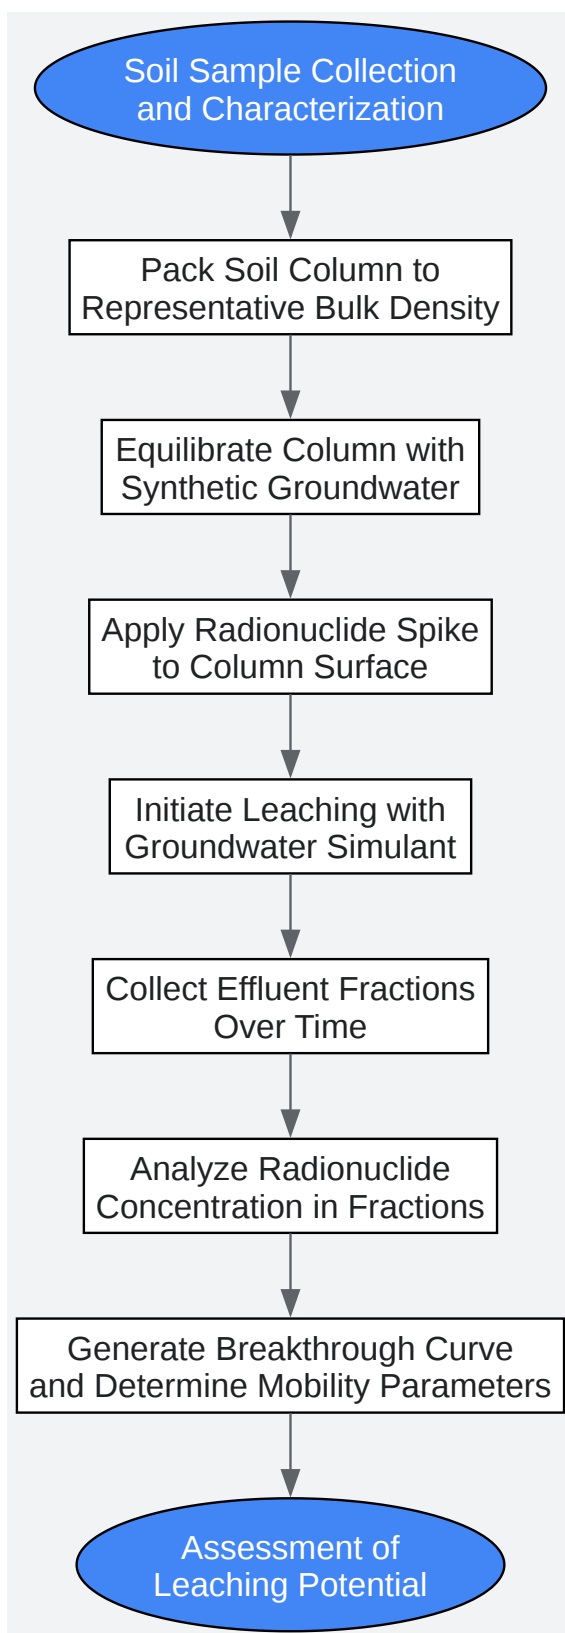 Soil Sample Collection
and Characterization
Pack Soil Column to
Representative Bulk Density
Equilibrate Column with
Synthetic Groundwater
Apply Radionuclide Spike
to Column Surface
Initiate Leaching with
Groundwater Simulant
Collect Effluent Fractions
Over Time
Analyze Radionuclide
Concentration in Fractions
Generate Breakthrough Curve
and Determine Mobility Parameters
Assessment of
Leaching Potential